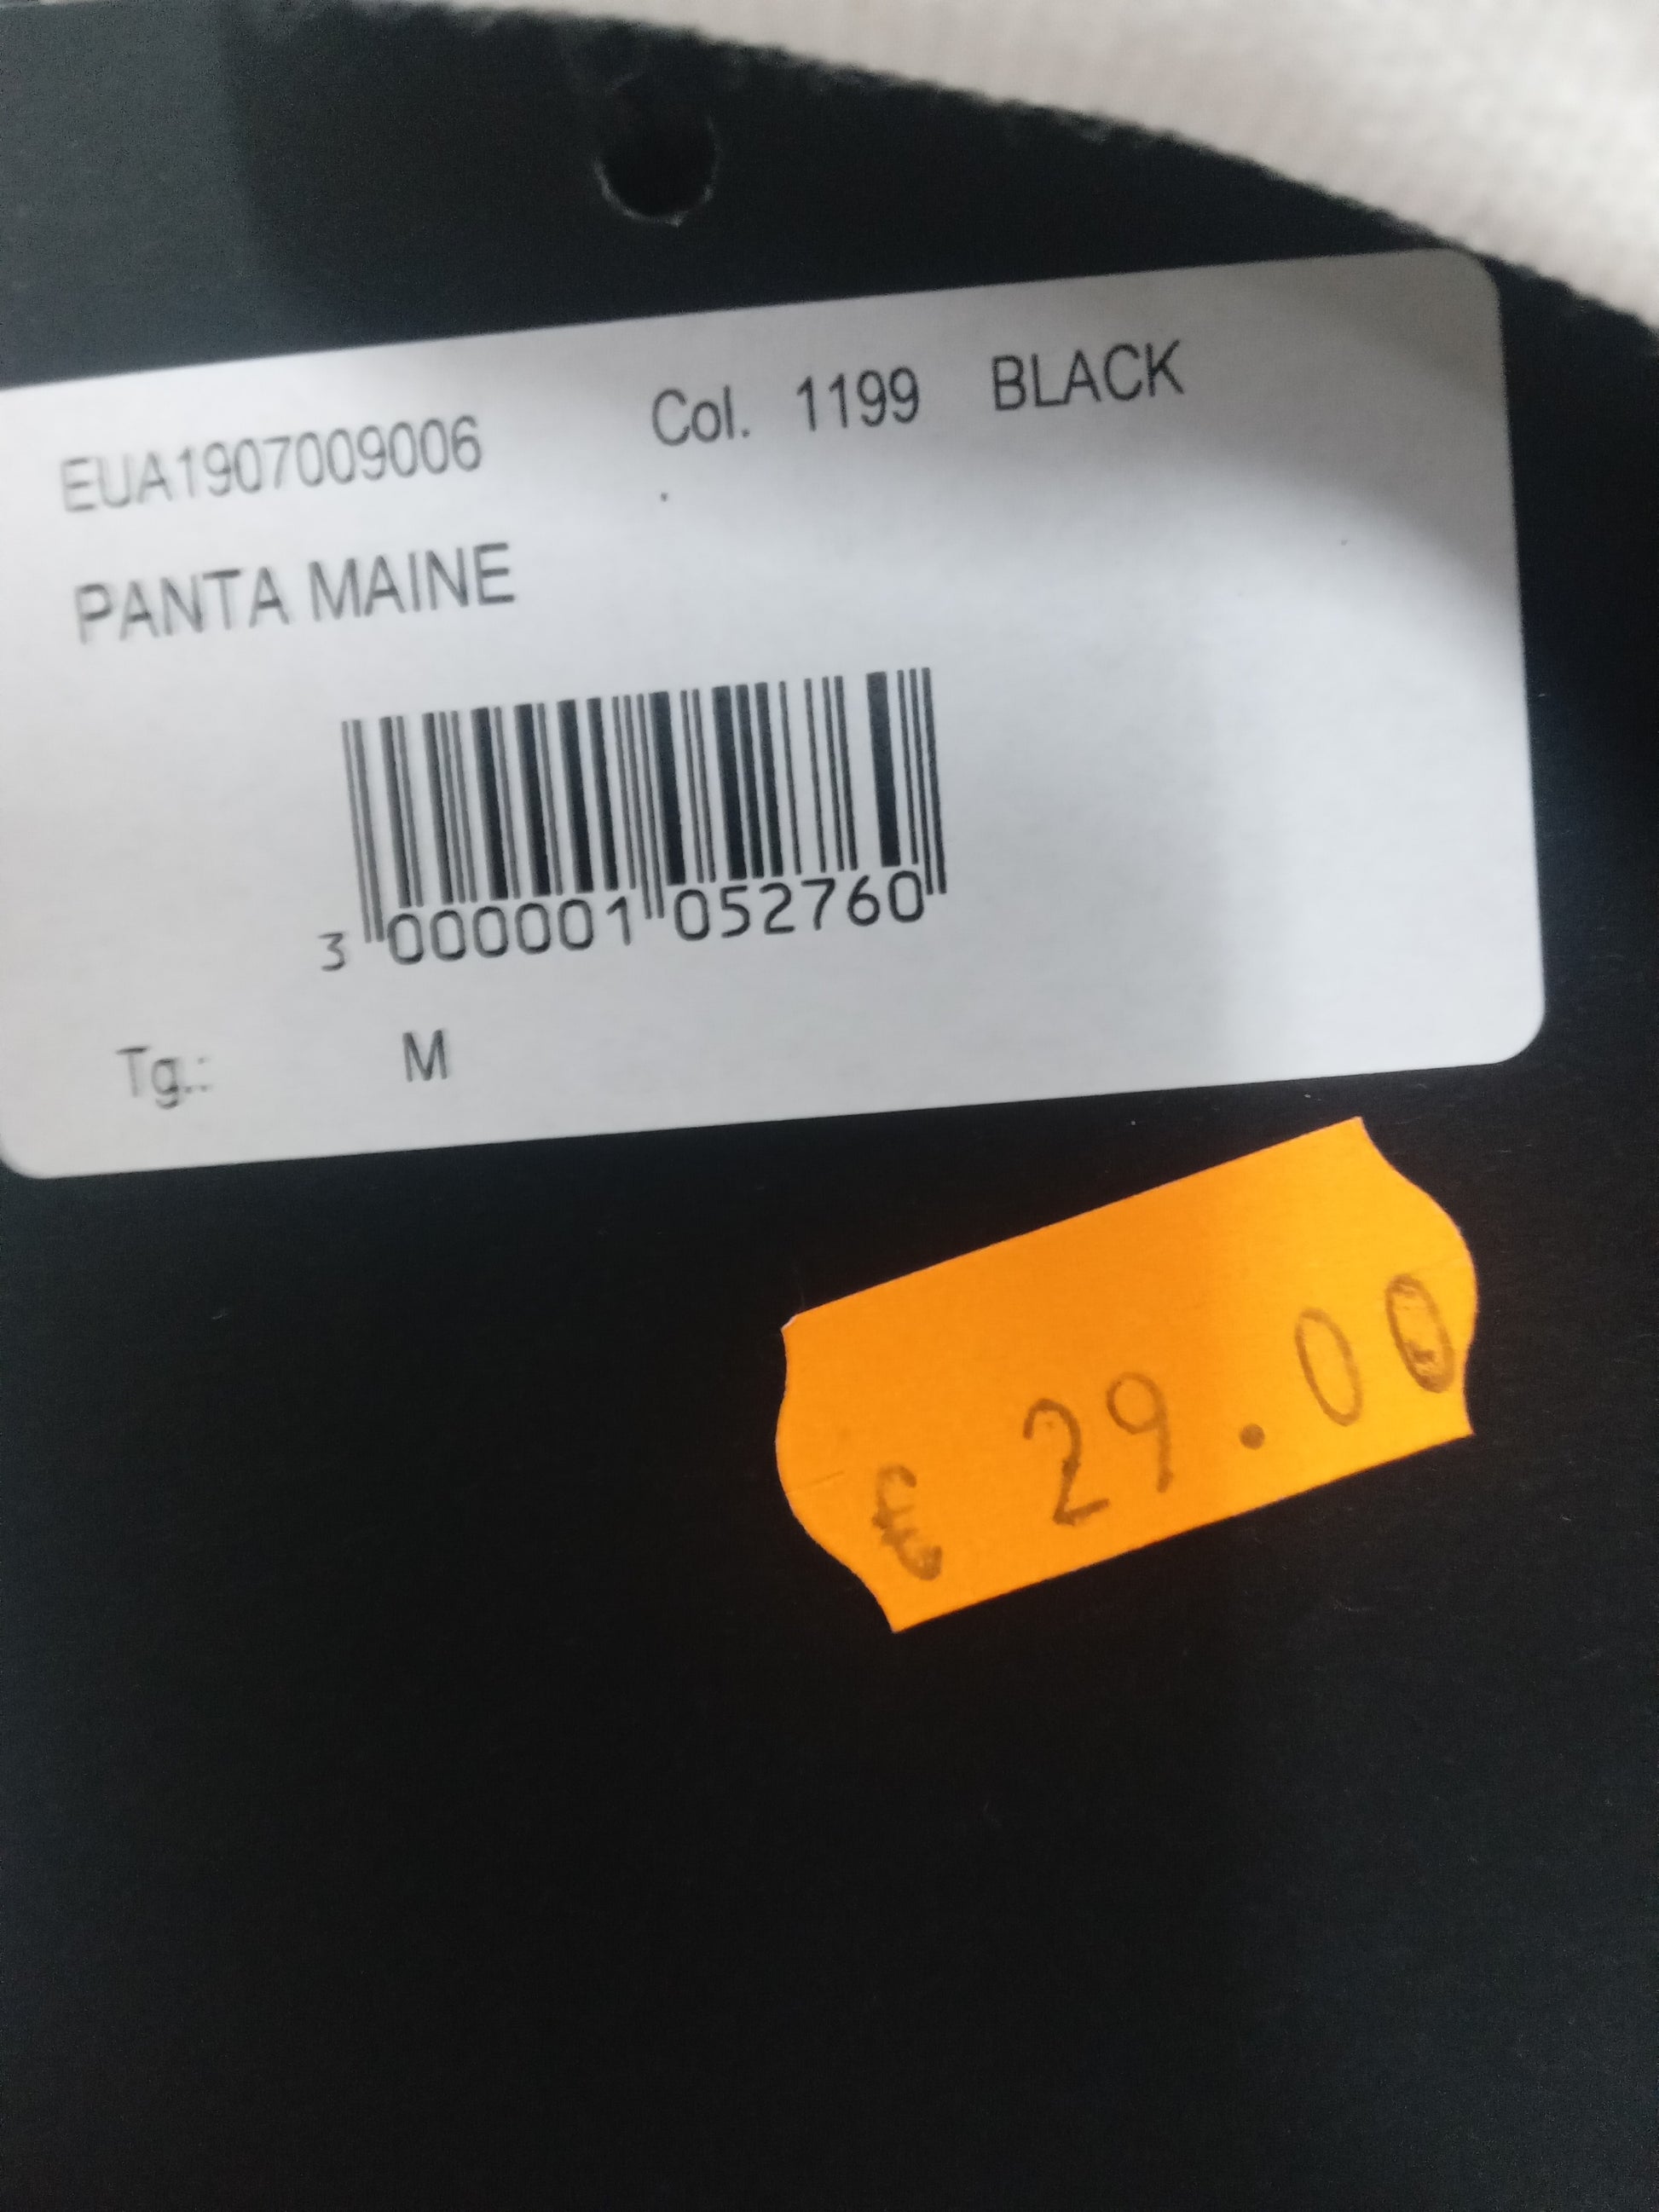 EUA1907009006 Col. 1199 BLACK
PANTA MAINE
3 000001 052760
Tg.: M
€ 29.00